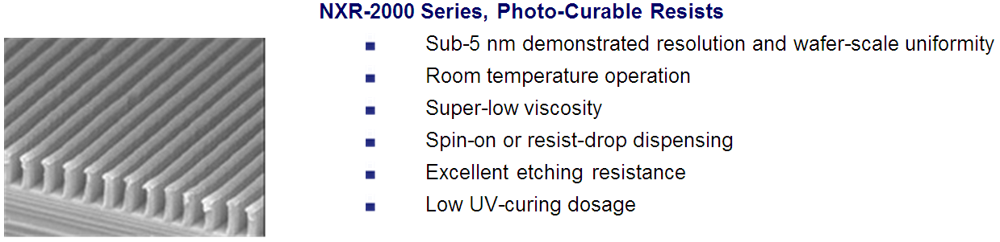 NXR-2000 Series, Photo-Curable Resists
Sub-5 nm demonstrated resolution and wafer-scale uniformity
Room temperature operation
Super-low viscosity
Spin-on or resist-drop dispensing
Excellent etching resistance
Low UV-curing dosage